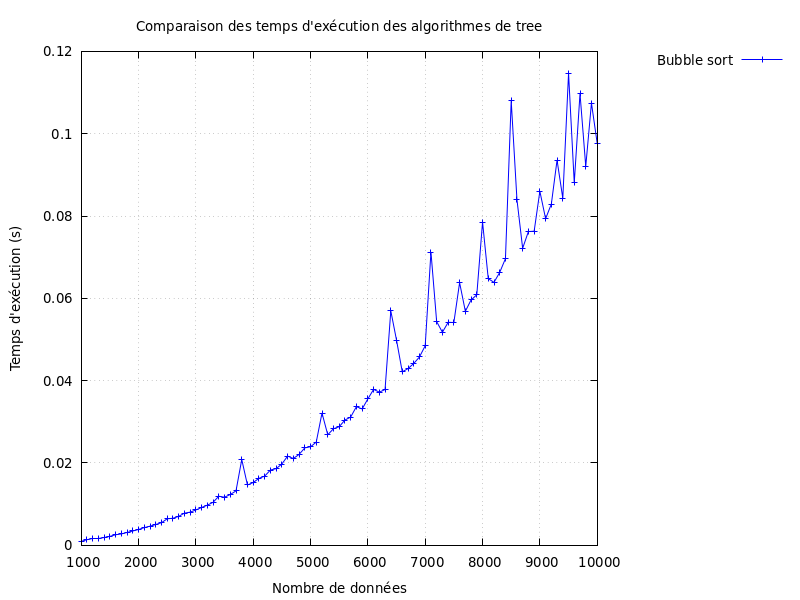 Comparaison des temps d'exécution des algorithmes de tree
Bubble sort
Temps d'exécution (s)
0.12
0.1
0.08
0.06
0.04
0.02
0
1000 2000 3000 4000 5000 6000 7000 8000 9000 10000
Nombre de données